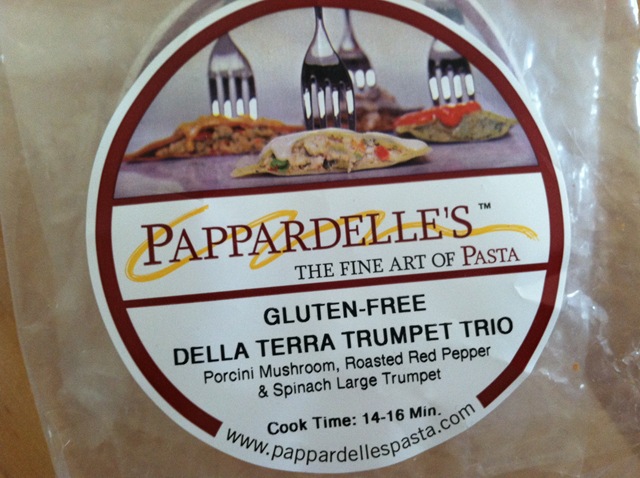 PAPPARDELLE'S™
THE FINE ART OF PASTA
GLUTEN-FREE
DELLA TERRA TRUMPET TRIO
Porcini Mushroom, Roasted Red Pepper
& Spinach Large Trumpet
Cook Time: 14-16 Min.
www.pappardellespasta.com